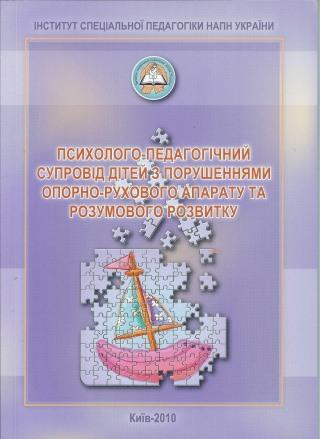 ІНСТИТУТ СПЕЦІАЛЬНОЇ ПЕДАГОГІКИ НАПН УКРАЇНИ
ПСИХОЛОГО-ПЕДАГОГІЧНИЙ
СУПРОВІД ДІТЕЙ З ПОРУШЕННЯМИ
ОПОРНО-РУХОВОГО АПАРАТУ ТА
РОЗУМОВОГО РОЗВИТКУ
Київ-2010